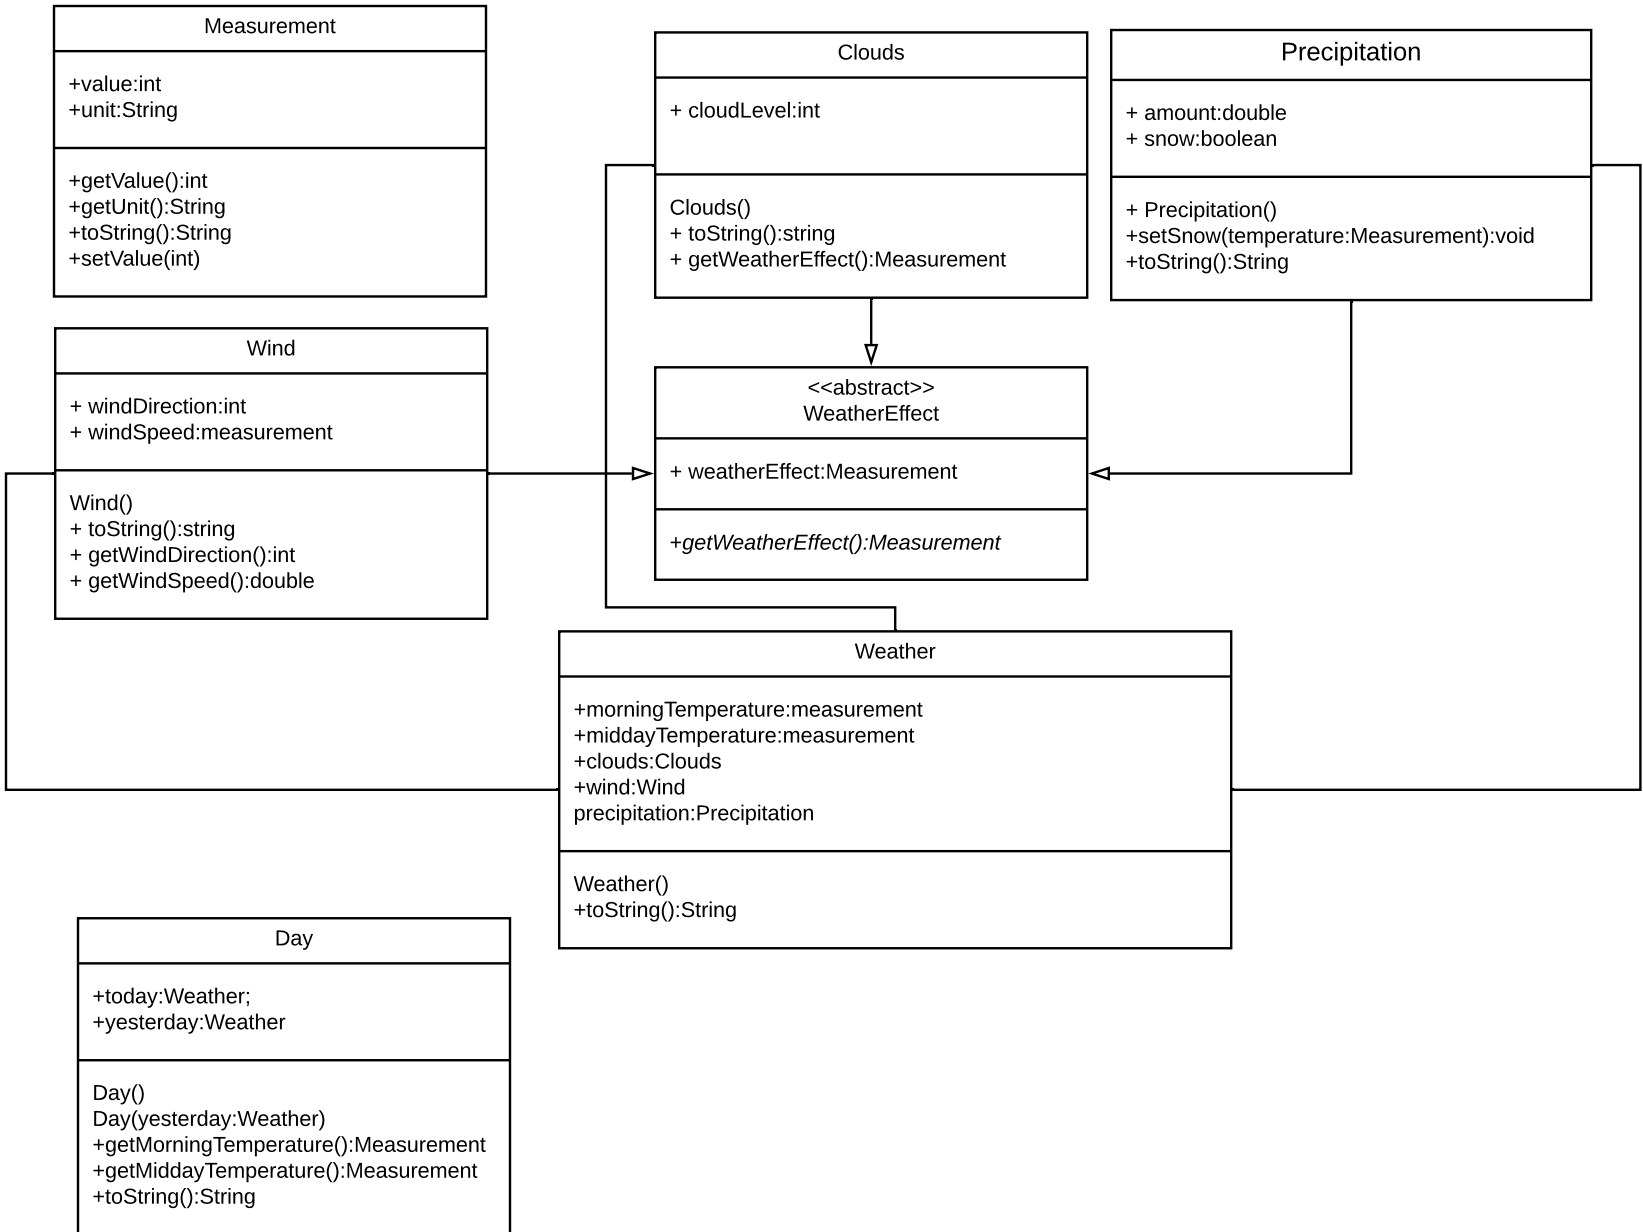 Measurement
+value:int
+unit:String
+getValue():int
+getUnit():String
+toString():String
+setValue(int)
Clouds
+ cloudLevel:int
Clouds()
+ toString():string
+ getWeatherEffect():Measurement
Precipitation
+ amount:double
+ snow:boolean
+ Precipitation()
+setSnow(temperature:Measurement):void
+toString():String
Wind
+ windDirection:int
+ windSpeed:measurement
Wind()
+ toString():string
+ getWindDirection():int
+ getWindSpeed():double
<<abstract>>
WeatherEffect
+ weatherEffect:Measurement
+getWeatherEffect():Measurement
Weather
+morningTemperature:measurement
+middayTemperature:measurement
+clouds:Clouds
+wind:Wind
precipitation:Precipitation
Weather()
+toString():String
Day
+today:Weather;
+yesterday:Weather
Day()
Day(yesterday:Weather)
+getMorningTemperature():Measurement
+getMiddayTemperature():Measurement
+toString():String